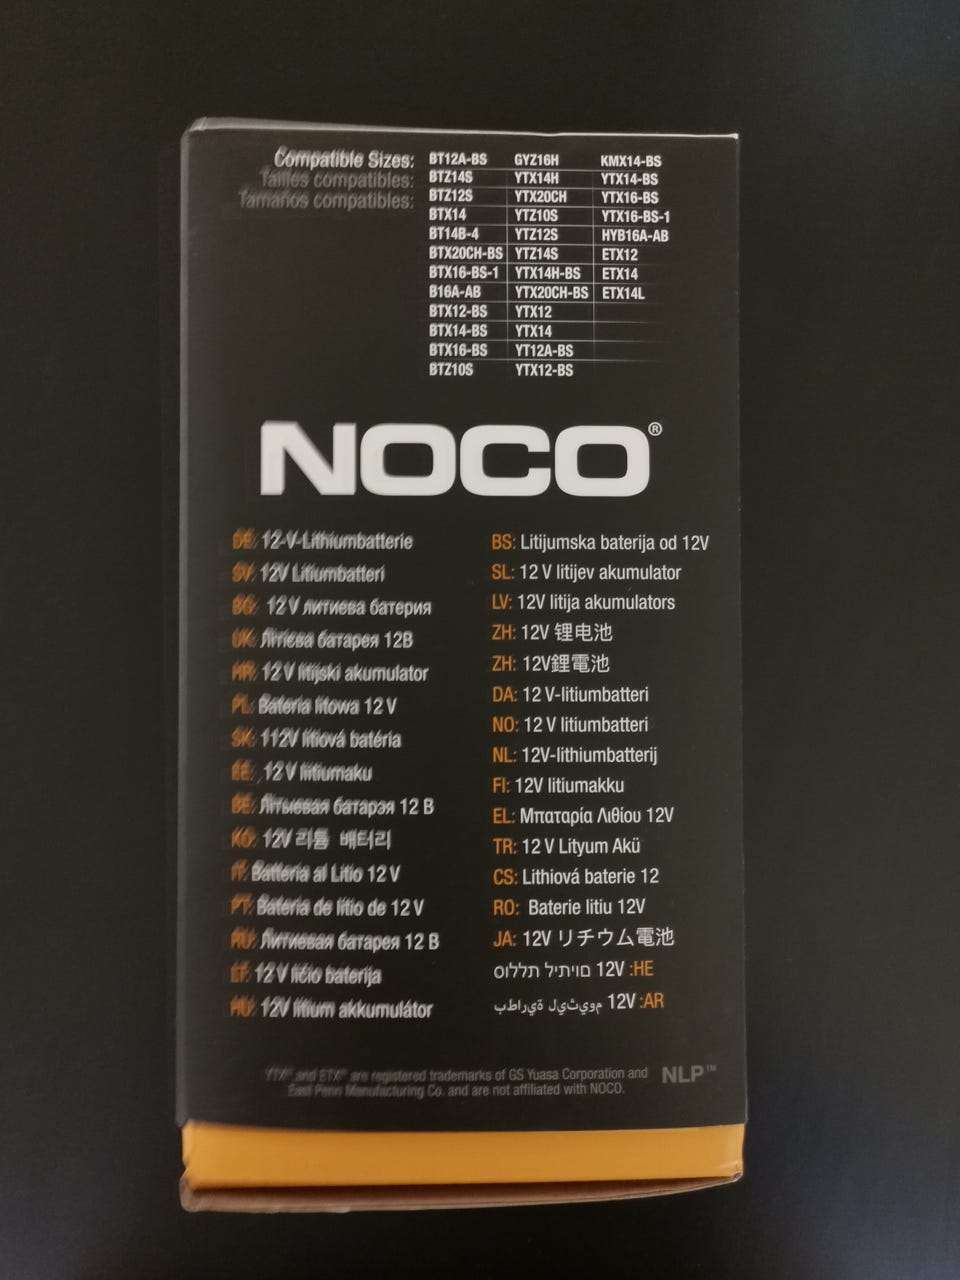 Compatible Sizes:
Tailles compatibles:
Tamaños compatibles:
BT12A-BS GYZ16H KMX14-BS
BTZ14S YTX14H YTX14-BS
BTZ12S YTX20CH YTX16-BS
BTX14 YTZ10S YTX16-BS-1
BT14B-4 YTZ12S HYB16A-AB
BTX20CH-BS YTZ14S ETX12
BTX16-BS-1 YTX14H-BS ETX14
B16A-AB YTX20CH-BS ETX14L
BTX12-BS YTX12
BTX14-BS YTX14
BTX16-BS YT12A-BS
BTZ10S YTX12-BS
NOCO®
DE: 12-V-Lithiumbatterie
SV: 12V Litiumbatteri
BG: 12 V литиева батерия
UK: Літієва батарея 12В
HR: 12 V litijski akumulator
PL: Bateria litowa 12 V
SK: 112V lítiová batéria
EE: 12 V liitiumaku
BE: Літыевая батарэя 12 В
KO: 12V 리튬 배터리
IT: Batteria al Litio 12 V
PT: Bateria de lítio de 12 V
RU: Литиевая батарея 12 В
LT: 12 V ličio baterija
HU: 12V lítium akkumulátor
BS: Litijumska baterija od 12V
SL: 12 V litijev akumulator
LV: 12V litija akumulators
ZH: 12V 锂电池
ZH: 12V鋰電池
DA: 12 V-litiumbatteri
NO: 12 V litiumbatteri
NL: 12V-lithiumbatterij
FI: 12V litiumakku
EL: Μπαταρία Λιθίου 12V
TR: 12 V Lityum Akü
CS: Lithiová baterie 12
RO: Baterie litiu 12V
JA: 12V リチウム電池
םויתיל תללוס 12V :HE
12V :AR
YTX® and ETX® are registered trademarks of GS Yuasa Corporation and
East Penn Manufacturing Co. and are not affiliated with NOCO.
NLP™